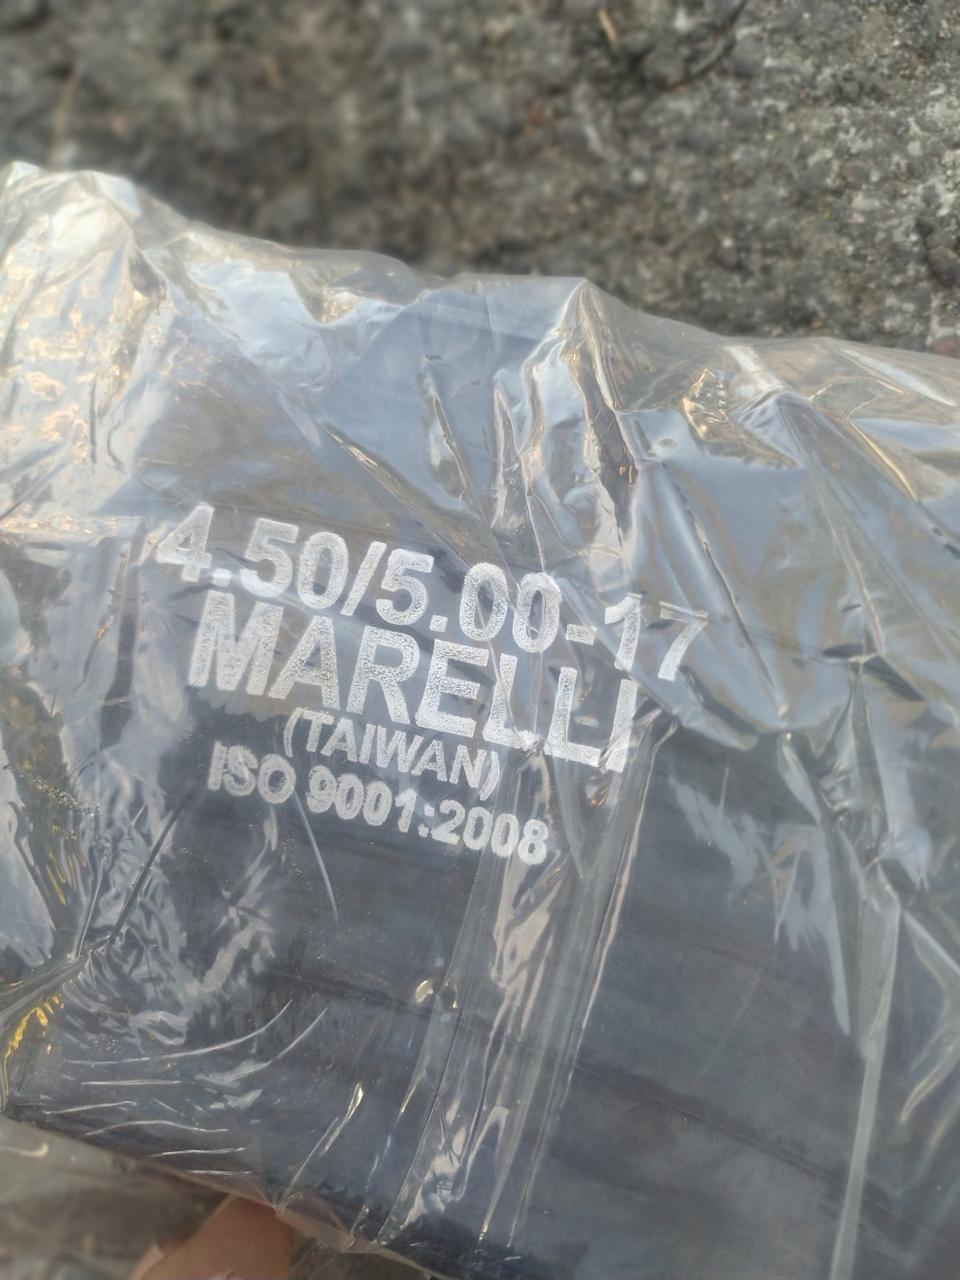 4.50/5.00-17
MARELLI
(TAIWAN)
ISO 9001:2008